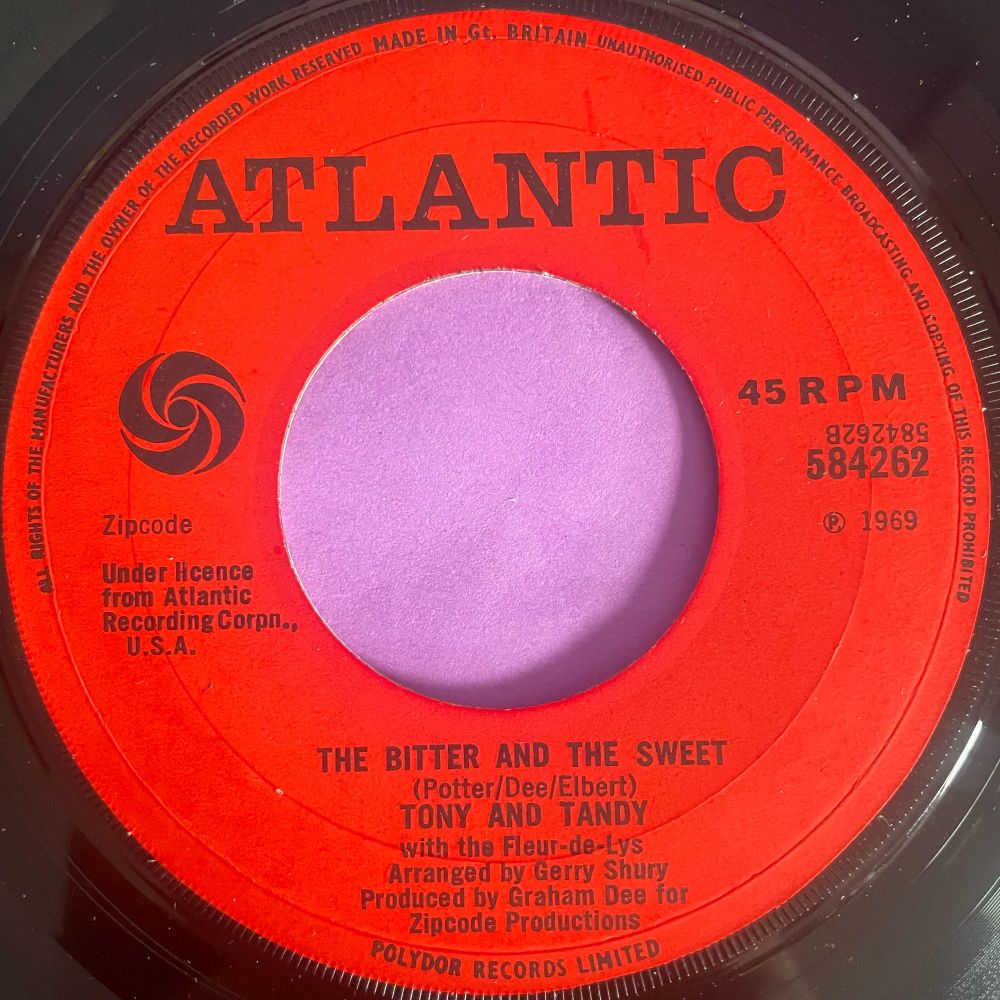 ALL RIGHTS OF THE MANUFACTURERS AND THE OWNER OF THE RECORDED WORK RESERVED MADE IN Gt. BRITAIN UNAUTHORISED PUBLIC PERFORMANCE BROADCASTING AND COPYING OF THIS RECORD PROHIBITED
ATLANTIC
45 RPM
584262B
584262
℗ 1969
Zipcode
Under licence
from Atlantic
Recording Corpn.,
U.S.A.
THE BITTER AND THE SWEET
(Potter/Dee/Elbert)
TONY AND TANDY
with the Fleur-de-Lys
Arranged by Gerry Shury
Produced by Graham Dee for
Zipcode Productions
POLYDOR RECORDS LIMITED